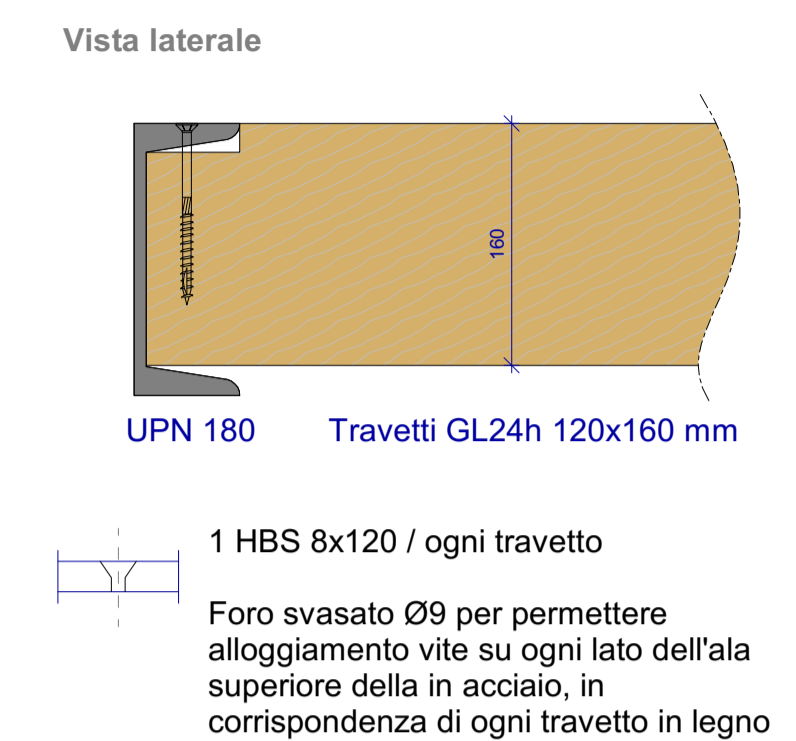 Vista laterale
160
UPN 180
Travetti GL24h 120x160 mm
1 HBS 8x120 / ogni travetto
Foro svasato Ø9 per permettere
alloggiamento vite su ogni lato dell'ala
superiore della in acciaio, in
corrispondenza di ogni travetto in legno